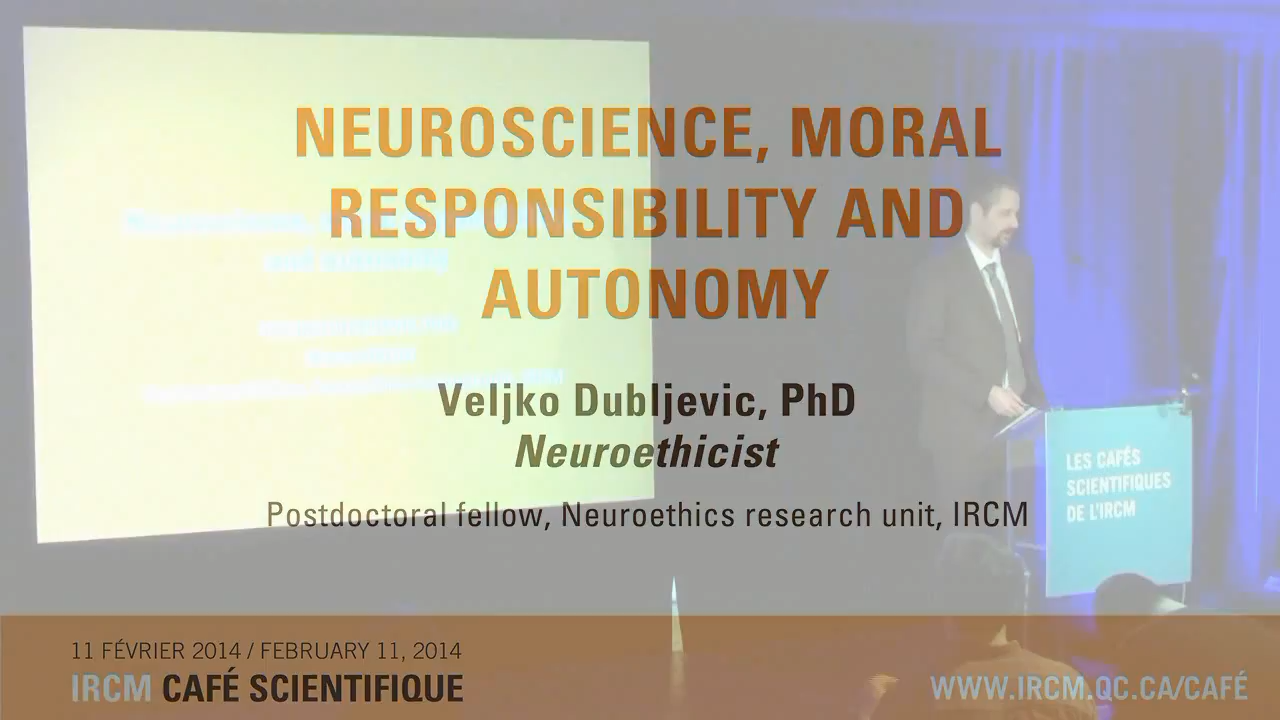 NEUROSCIENCE, MORAL
RESPONSIBILITY AND
AUTONOMY
Veljko Dubljevic, PhD
Neuroethicist
Postdoctoral fellow, Neuroethics research unit, IRCM
LES CAFÉS
SCIENTIFIQUES
DE L'IRCM
11 FÉVRIER 2014 / FEBRUARY 11, 2014
IRCM CAFÉ SCIENTIFIQUE
WWW.IRCM.QC.CA/CAFÉ